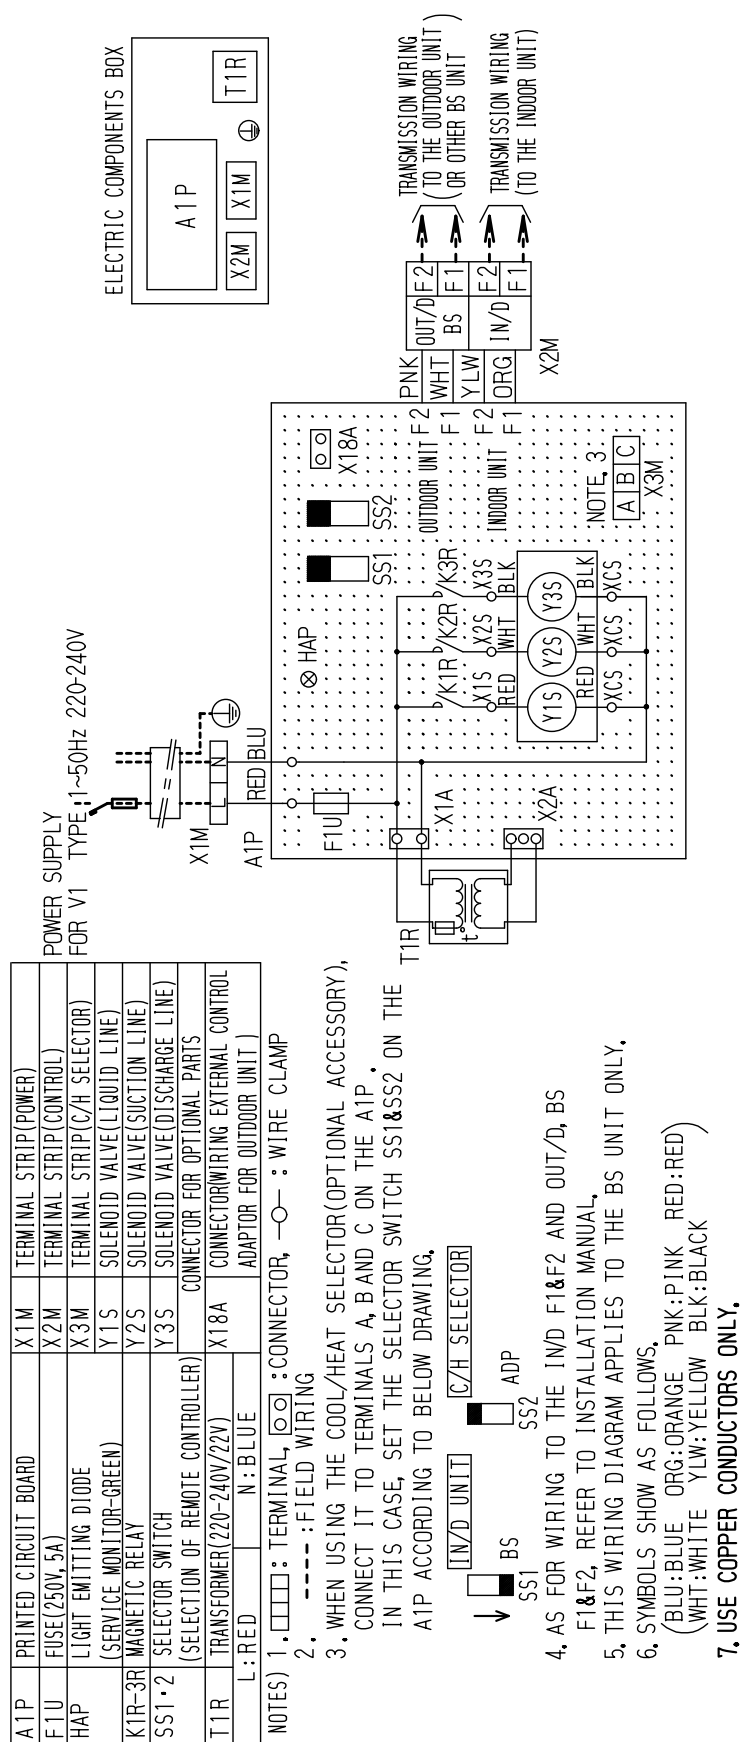 A1P PRINTED CIRCUIT BOARD
F1U FUSE(250V, 5A)
HAP LIGHT EMITTING DIODE
(SERVICE MONITOR-GREEN)
K1R-3R MAGNETIC RELAY
SS1·2 SELECTOR SWITCH
(SELECTION OF REMOTE CONTROLLER)
T1R TRANSFORMER(220-240V/22V)
X1M TERMINAL STRIP(POWER)
X2M TERMINAL STRIP(CONTROL)
X3M TERMINAL STRIP(C/H SELECTOR)
Y1S SOLENOID VALVE(LIQUID LINE)
Y2S SOLENOID VALVE(SUCTION LINE)
Y3S SOLENOID VALVE(DISCHARGE LINE)
CONNECTOR FOR OPTIONAL PARTS
X18A CONNECTOR(WIRING EXTERNAL CONTROL
ADAPTOR FOR OUTDOOR UNIT)
L:RED N:BLUE
NOTES) 1. : TERMINAL, :CONNECTOR, : WIRE CLAMP
2. ----:FIELD WIRING
3. WHEN USING THE COOL/HEAT SELECTOR(OPTIONAL ACCESSORY),
CONNECT IT TO TERMINALS A, B AND C ON THE A1P.
IN THIS CASE, SET THE SELECTOR SWITCH SS1&SS2 ON THE
A1P ACCORDING TO BELOW DRAWING.
IN/D UNIT C/H SELECTOR
BS ADP
SS1 SS2
4. AS FOR WIRING TO THE IN/D F1&F2 AND OUT/D, BS
F1&F2, REFER TO INSTALLATION MANUAL.
5. THIS WIRING DIAGRAM APPLIES TO THE BS UNIT ONLY.
6. SYMBOLS SHOW AS FOLLOWS.
(BLU:BLUE ORG:ORANGE PNK:PINK RED:RED
WHT:WHITE YLW:YELLOW BLK:BLACK)
7. USE COPPER CONDUCTORS ONLY.
POWER SUPPLY
FOR V1 TYPE 1~50Hz 220-240V
X1M
L N
A1P RED BLU
F1U
HAP
SS1
SS2
X18A
T1R
t°
X1A
X2A
K1R K2R K3R
X1S X2S X3S
RED WHT BLK
Y1S Y2S Y3S
RED WHT BLK
XCS XCS XCS
OUTDOOR UNIT
F2
F1
INDOOR UNIT
F2
F1
NOTE. 3
A B C
X3M
PNK
WHT
YLW
ORG
OUT/D
BS
IN/D
F2
F1
F2
F1
X2M
TRANSMISSION WIRING
(TO THE OUTDOOR UNIT
OR OTHER BS UNIT)
TRANSMISSION WIRING
(TO THE INDOOR UNIT)
ELECTRIC COMPONENTS BOX
A1P
T1R
X2M
X1M